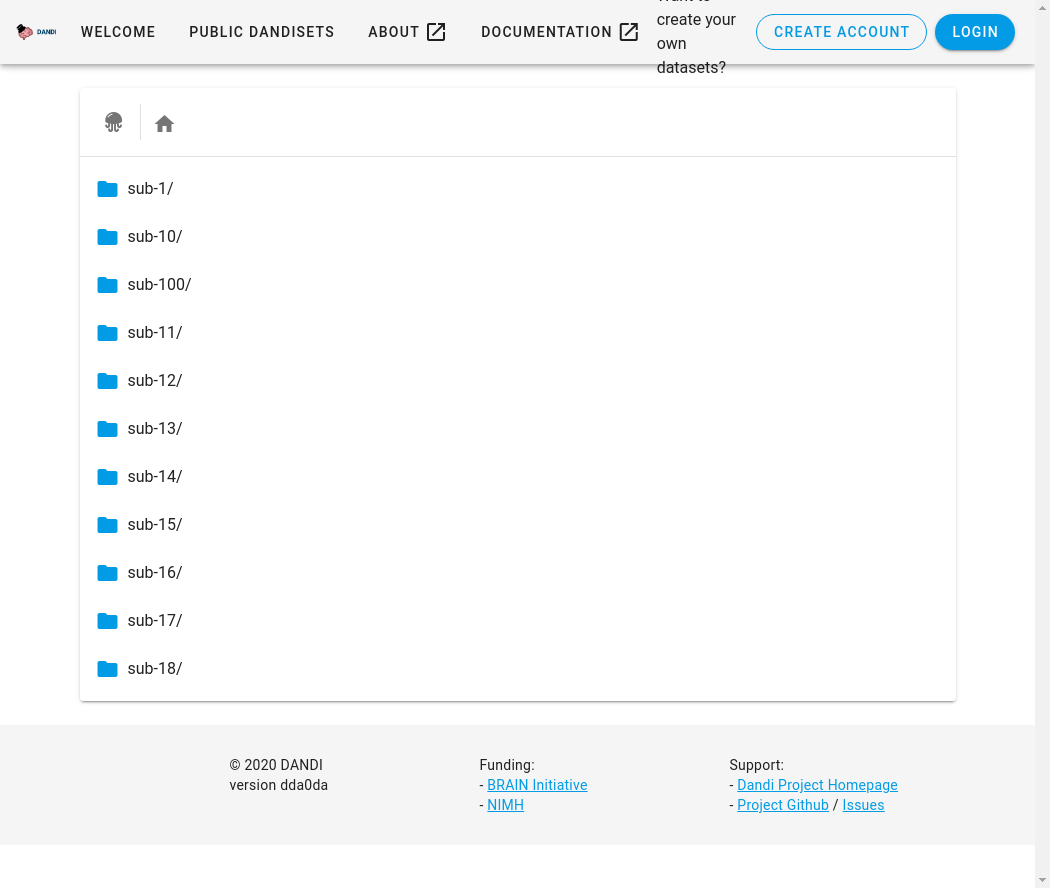 DANDI
WELCOME
PUBLIC DANDISETS
ABOUT
DOCUMENTATION
create your
own
datasets?
CREATE ACCOUNT
LOGIN
sub-1/
sub-10/
sub-100/
sub-11/
sub-12/
sub-13/
sub-14/
sub-15/
sub-16/
sub-17/
sub-18/
© 2020 DANDI
version dda0da
Funding:
- BRAIN Initiative
- NIMH
Support:
- Dandi Project Homepage
- Project Github / Issues